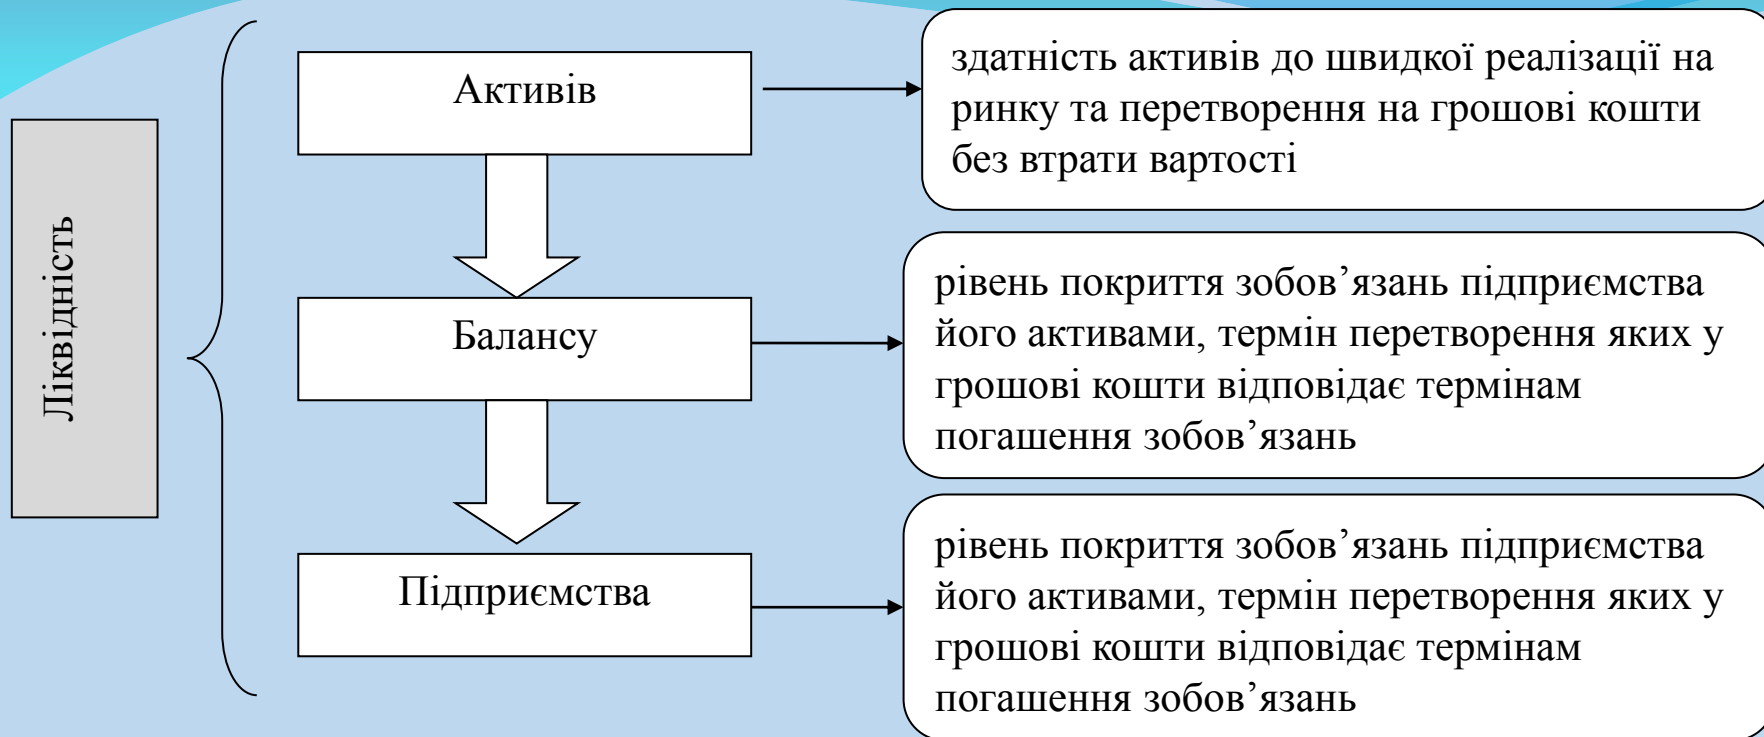 Ліквідність
Активів
здатність активів до швидкої реалізації на
ринку та перетворення на грошові кошти
без втрати вартості
Балансу
рівень покриття зобов’язань підприємства
його активами, термін перетворення яких у
грошові кошти відповідає термінам
погашення зобов’язань
Підприємства
рівень покриття зобов’язань підприємства
його активами, термін перетворення яких у
грошові кошти відповідає термінам
погашення зобов’язань